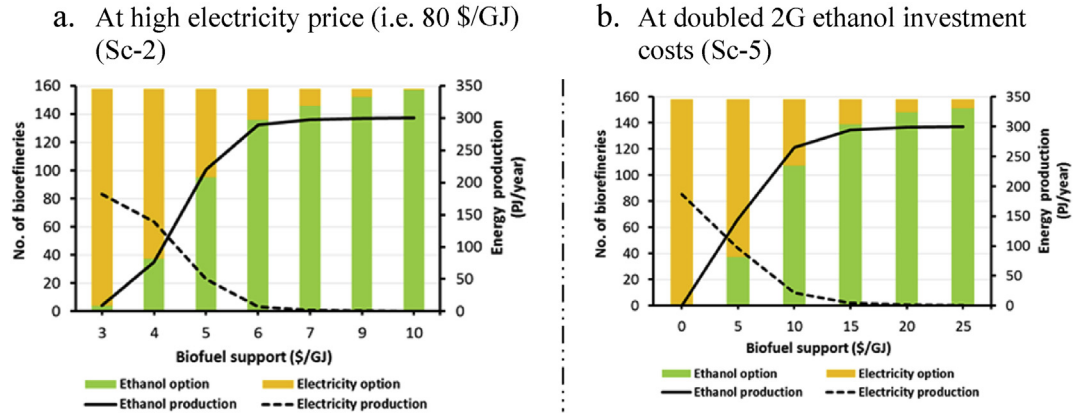 a. At high electricity price (i.e. 80 $/GJ)
(Sc-2)
160
140
120
100
80
60
40
20
0
No. of biorefineries
350
300
250
200
150
100
50
0
Energy production
(PJ/year)
3 4 5 6 7 9 10
Biofuel support ($/GJ)
Ethanol option Electricity option
Ethanol production Electricity production
b. At doubled 2G ethanol investment
costs (Sc-5)
160
140
120
100
80
60
40
20
0
No. of biorefineries
350
300
250
200
150
100
50
0
Energy production
(PJ/year)
0 5 10 15 20 25
Biofuel support ($/GJ)
Ethanol option Electricity option
Ethanol production Electricity production